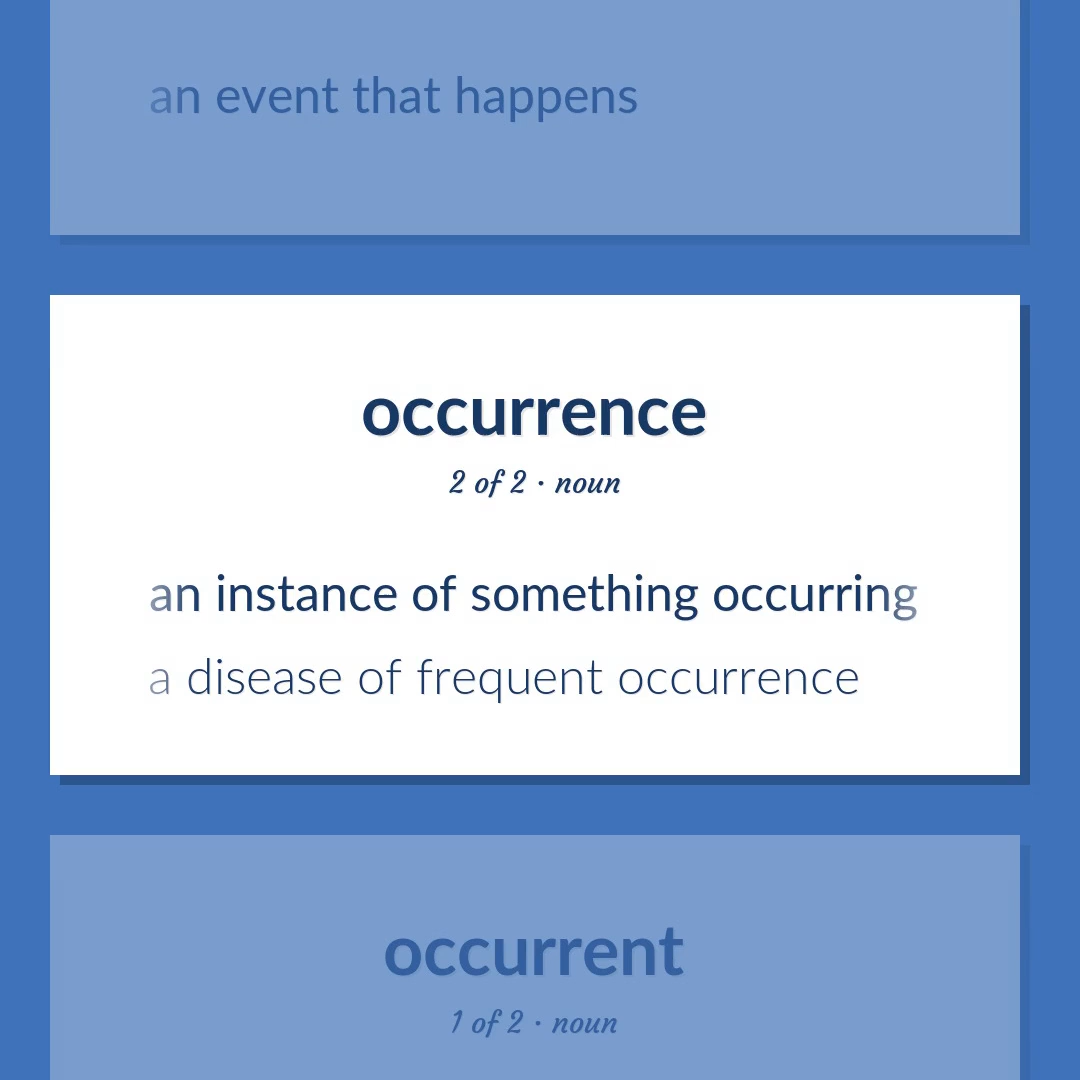 an event that happens
occurrence
2 of 2 · noun
an instance of something occurring
a disease of frequent occurrence
occurrent
1 of 2 · noun